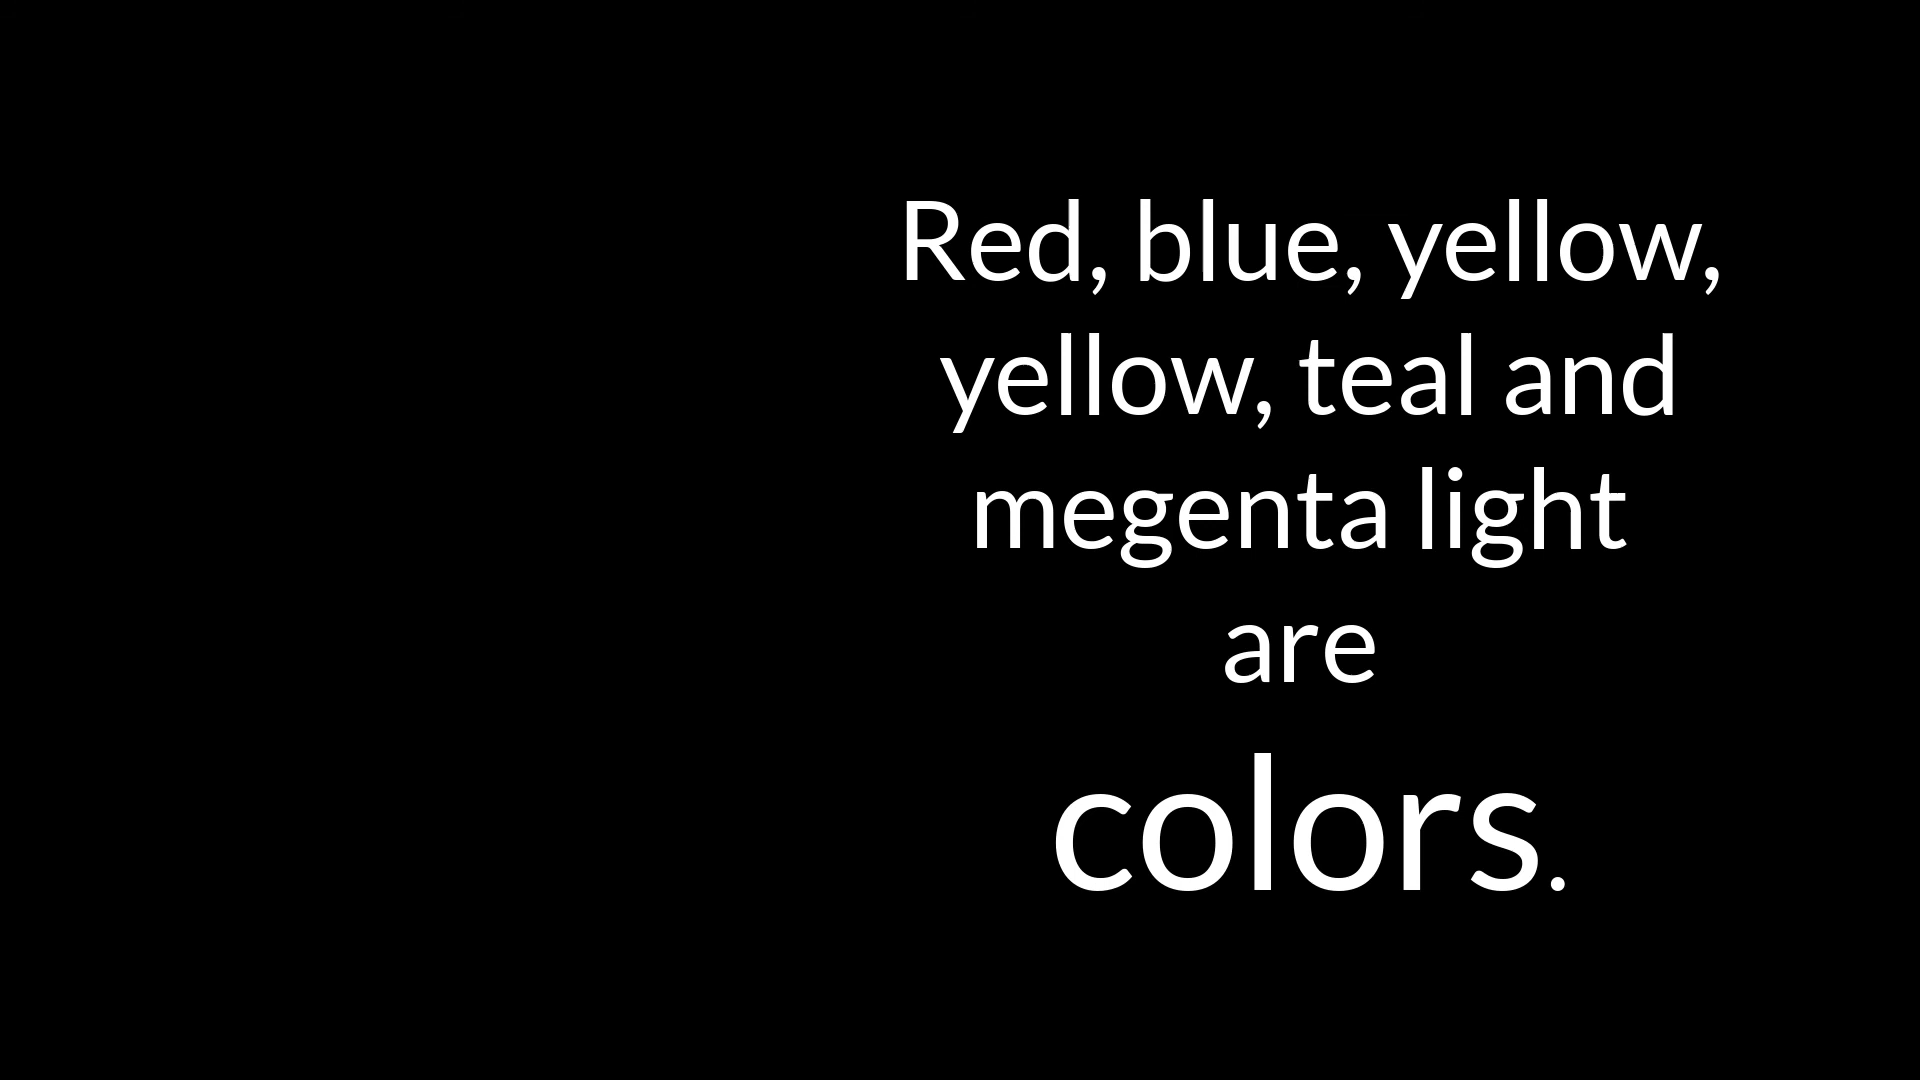 Red, blue, yellow,
yellow, teal and
megenta light
are
colors.